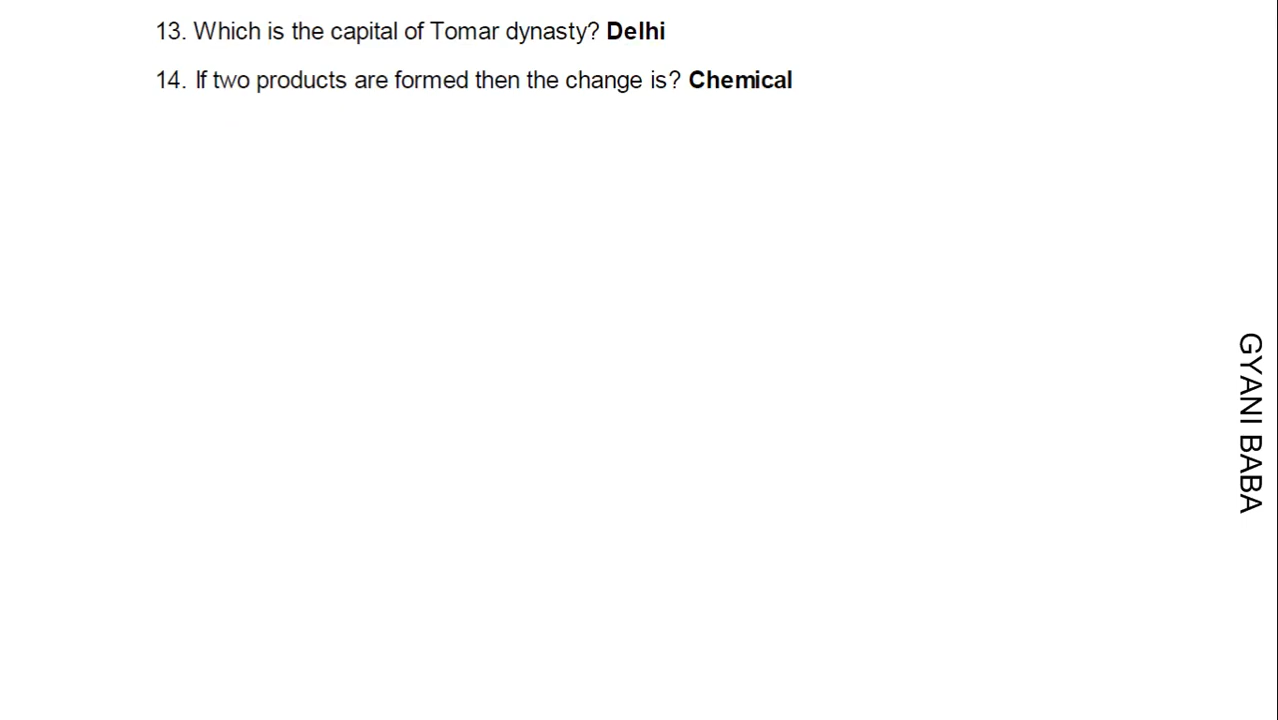 13. Which is the capital of Tomar dynasty? Delhi
14. If two products are formed then the change is? Chemical
GYANI BABA